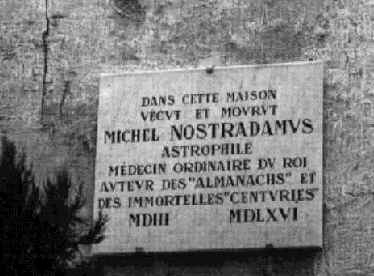 DANS CETTE MAISON
VÉCVT ET MOVRVT
MICHEL NOSTRADAMVS
ASTROPHILE
MÉDECIN ORDINAIRE DV ROI
AVTEVR DES "ALMANACHS" ET
DES IMMORTELLES "CENTVRIES"
MDIII MDLXVI